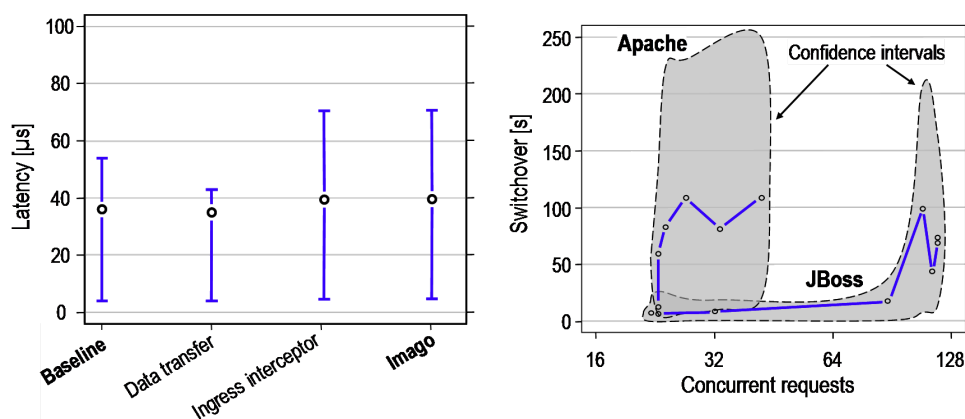 100
80
60
40
20
0
Latency [µs]
Baseline
Data transfer
Ingress interceptor
Imago
250
200
150
100
50
0
Switchover [s]
Apache
Confidence intervals
JBoss
16
32
64
128
Concurrent requests